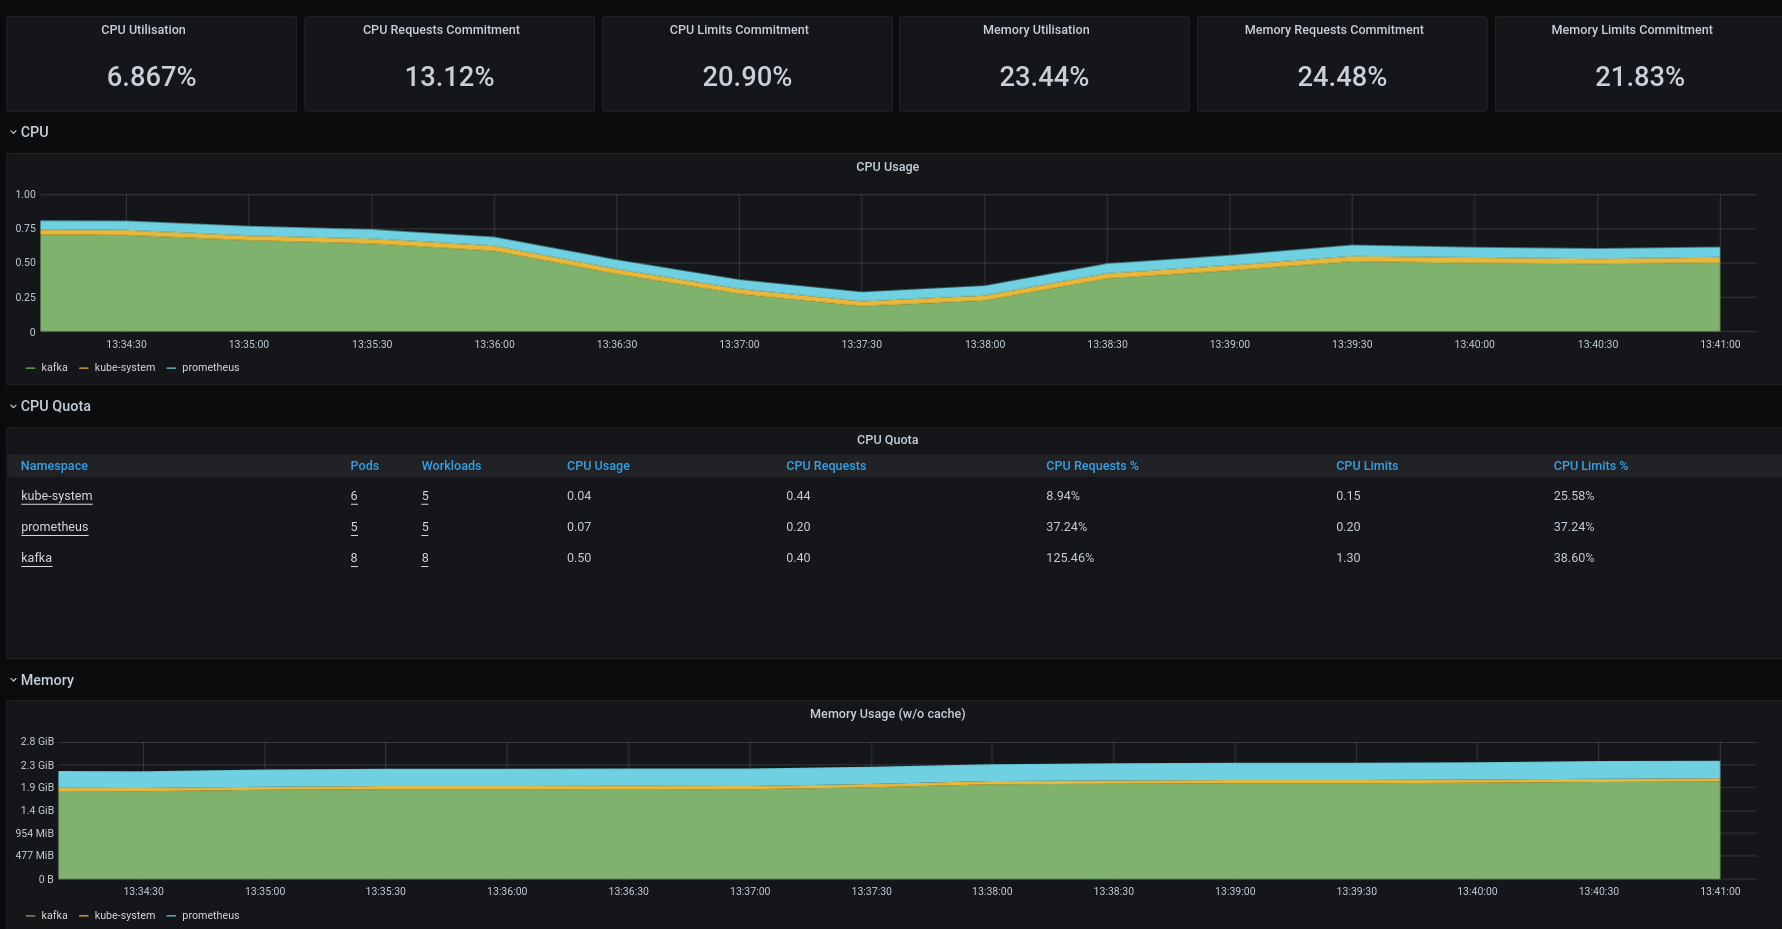 CPU Utilisation CPU Requests Commitment CPU Limits Commitment Memory Utilisation Memory Requests Commitment Memory Limits Commitment
6.867% 13.12% 20.90% 23.44% 24.48% 21.83%
CPU
CPU Usage
1.00
0.75
0.50
0.25
0
13:34:30 13:35:00 13:35:30 13:36:00 13:36:30 13:37:00 13:37:30 13:38:00 13:38:30 13:39:00 13:39:30 13:40:00 13:40:30 13:41:00
kafka kube-system prometheus
CPU Quota
CPU Quota
Namespace Pods Workloads CPU Usage CPU Requests CPU Requests % CPU Limits CPU Limits %
kube-system 6 5 0.04 0.44 8.94% 0.15 25.58%
prometheus 5 5 0.07 0.20 37.24% 0.20 37.24%
kafka 8 8 0.50 0.40 125.46% 1.30 38.60%
Memory
Memory Usage (w/o cache)
2.8 GiB
2.3 GiB
1.9 GiB
1.4 GiB
954 MiB
477 MiB
0 B
13:34:30 13:35:00 13:35:30 13:36:00 13:36:30 13:37:00 13:37:30 13:38:00 13:38:30 13:39:00 13:39:30 13:40:00 13:40:30 13:41:00
kafka kube-system prometheus